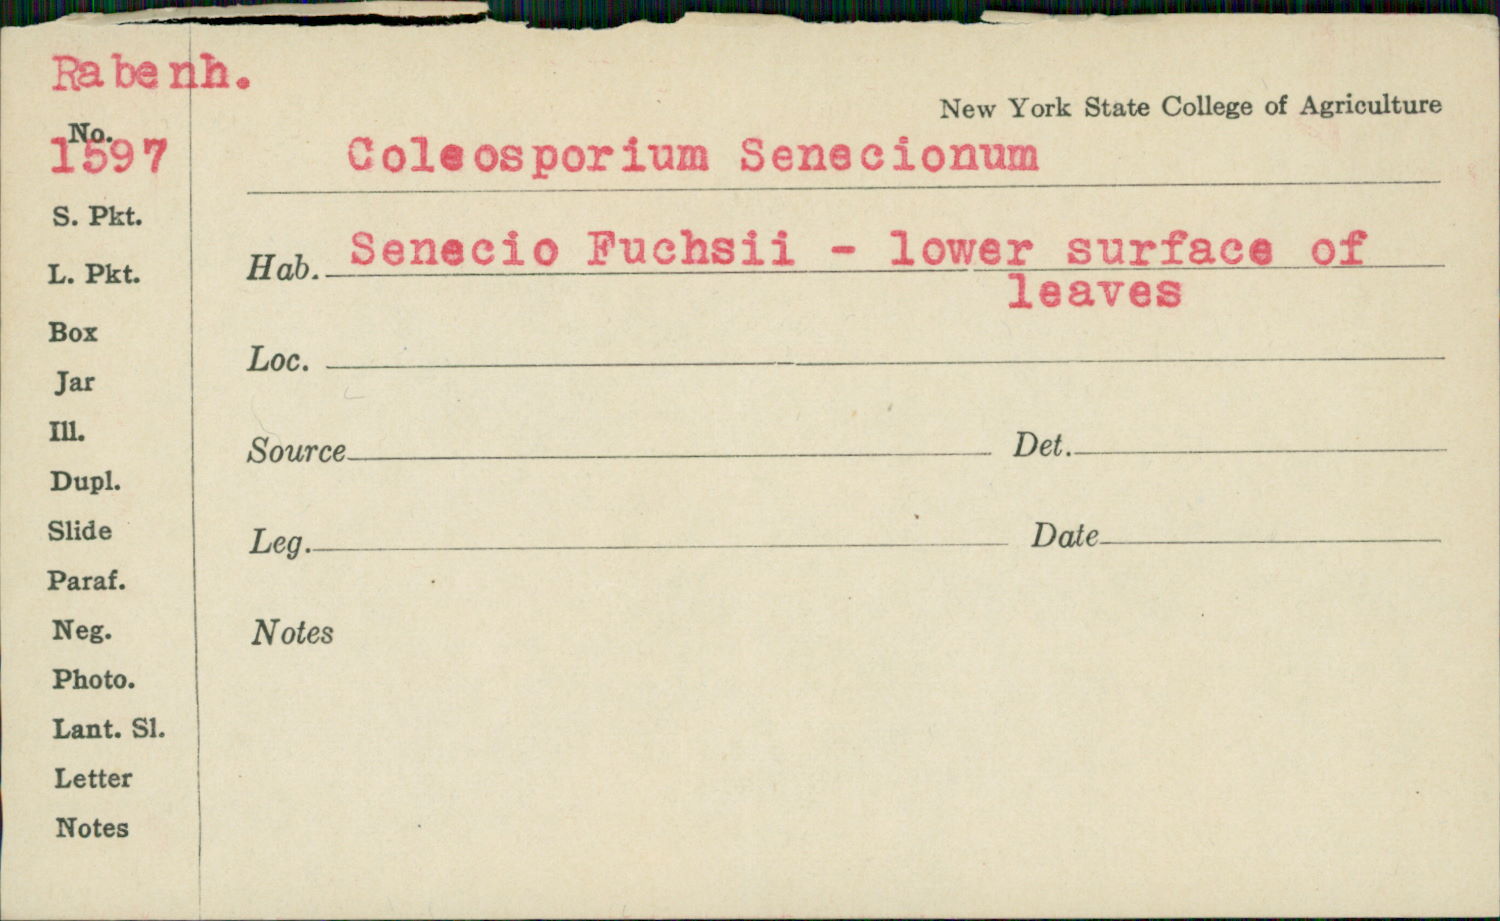 Rabenh.
New York State College of Agriculture
No.
1597
Coleosporium Senecionum
S. Pkt.
Hab. Senecio Fuchsii - lower surface of
leaves
L. Pkt.
Box
Loc.
Jar
Ill.
Source Det.
Dupl.
Slide
Leg. Date
Paraf.
Neg.
Notes
Photo.
Lant. Sl.
Letter
Notes